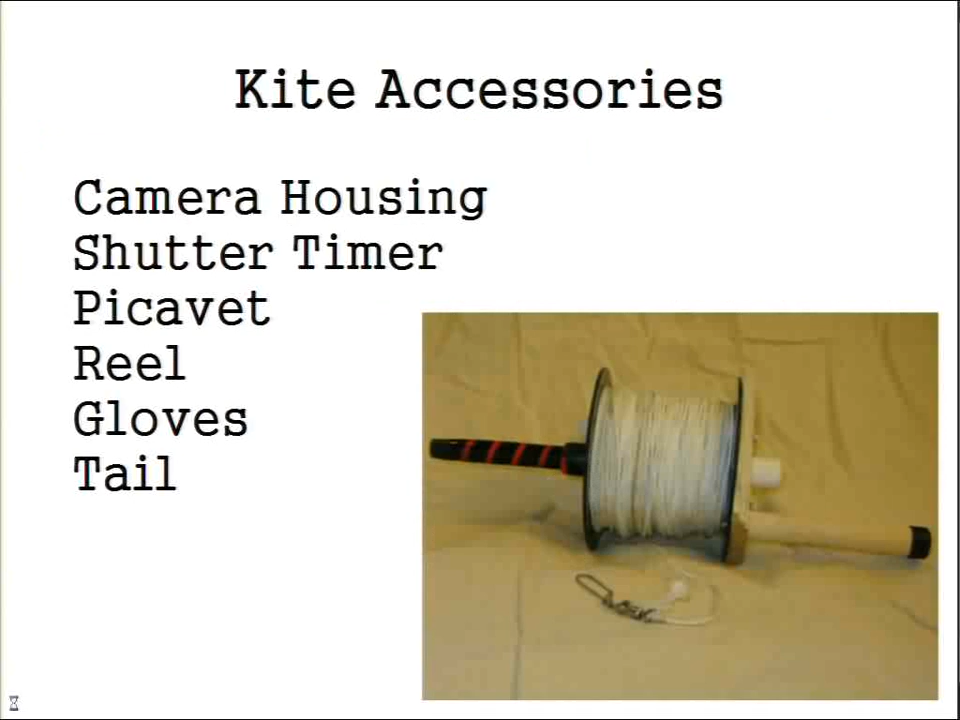 Kite Accessories
Camera Housing
Shutter Timer
Picavet
Reel
Gloves
Tail